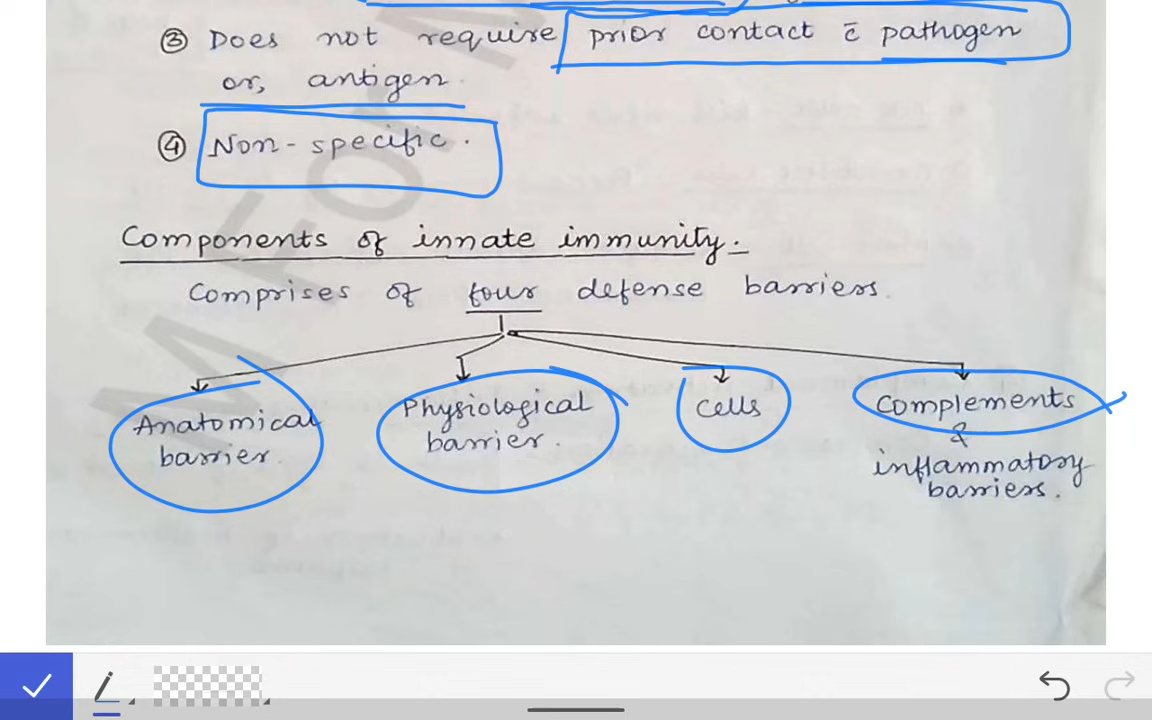 ③ Does not require prior contact c̄ pathogen
or, antigen.
④ Non-specific.
Components of innate immunity.
Comprises of four defense barriers.
Anatomical barrier.
Physiological barrier.
Cells
Complements & inflammatory barriers.
M FOR M